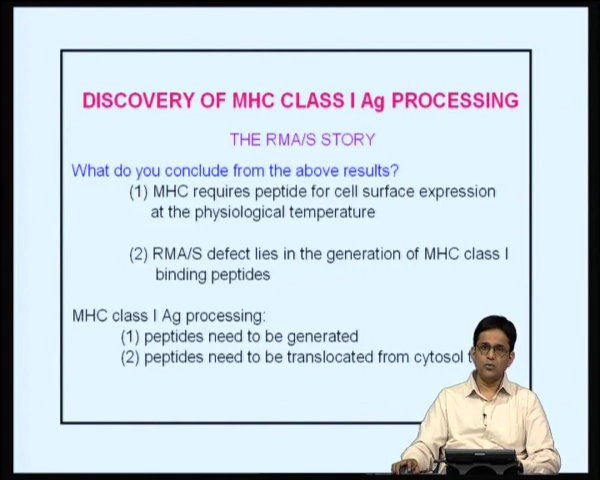 DISCOVERY OF MHC CLASS I Ag PROCESSING
THE RMA/S STORY
What do you conclude from the above results?
(1) MHC requires peptide for cell surface expression
at the physiological temperature
(2) RMA/S defect lies in the generation of MHC class I
binding peptides
MHC class I Ag processing:
(1) peptides need to be generated
(2) peptides need to be translocated from cytosol